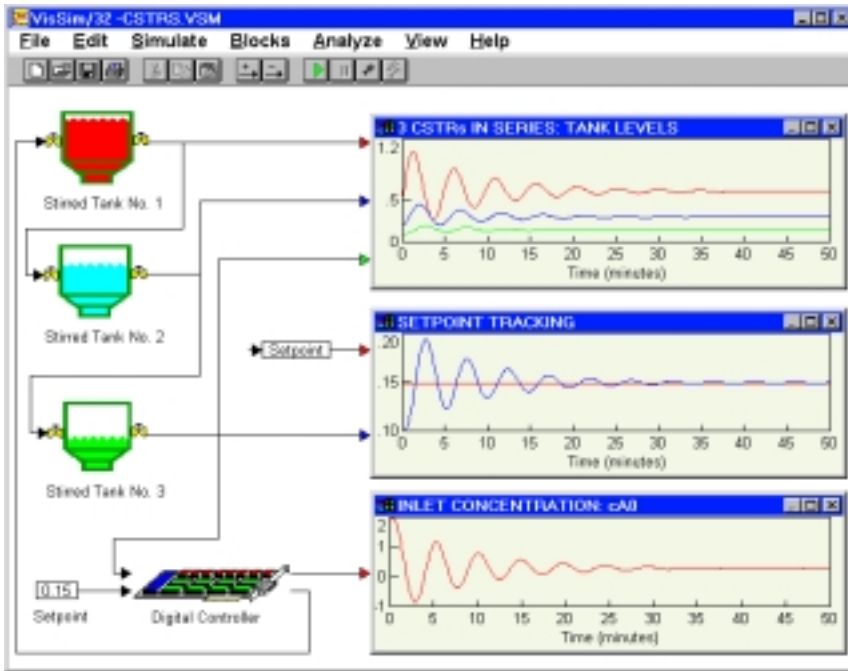 VisSim/32 -CSTRS.VSM
File Edit Simulate Blocks Analyze View Help
3 CSTRs IN SERIES: TANK LEVELS
1.2
.5
0
0 5 10 15 20 25 30 35 40 45 50
Time (minutes)
Stirred Tank No. 1
Stirred Tank No. 2
SETPOINT TRACKING
Setpoint
.20
.15
.10
0 5 10 15 20 25 30 35 40 45 50
Time (minutes)
Stirred Tank No. 3
INLET CONCENTRATION: cA0
2
1
0
-1
0 5 10 15 20 25 30 35 40 45 50
Time (minutes)
0.15
Setpoint
Digital Controller